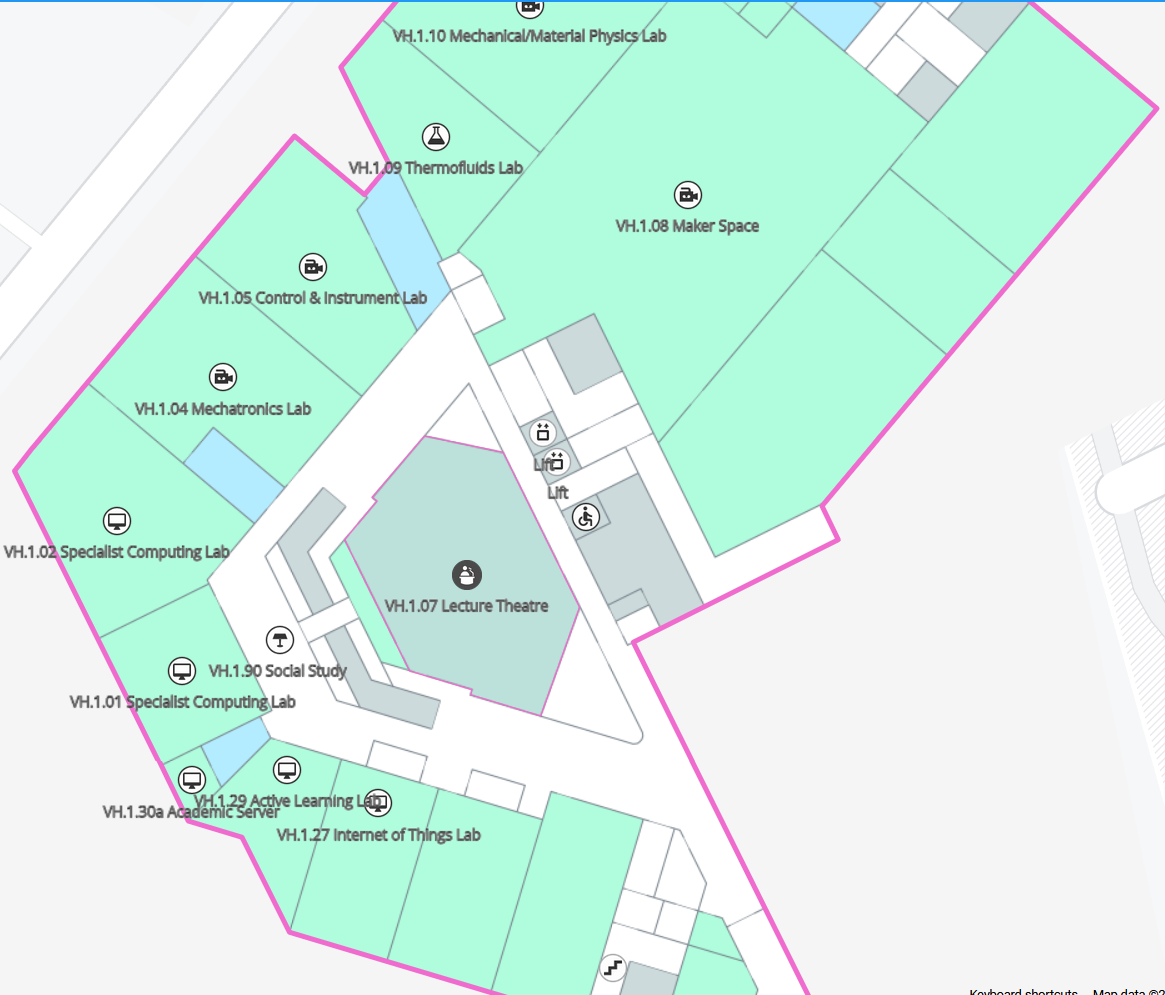 VH.1.10 Mechanical/Material Physics Lab
VH.1.09 Thermofluids Lab
VH.1.08 Maker Space
VH.1.05 Control & Instrument Lab
VH.1.04 Mechatronics Lab
Lift
Lift
VH.1.02 Specialist Computing Lab
VH.1.07 Lecture Theatre
VH.1.90 Social Study
VH.1.01 Specialist Computing Lab
VH.1.29 Active Learning Lab
VH.1.30a Academic Server
VH.1.27 Internet of Things Lab
Keyboard shortcuts Map data ©2